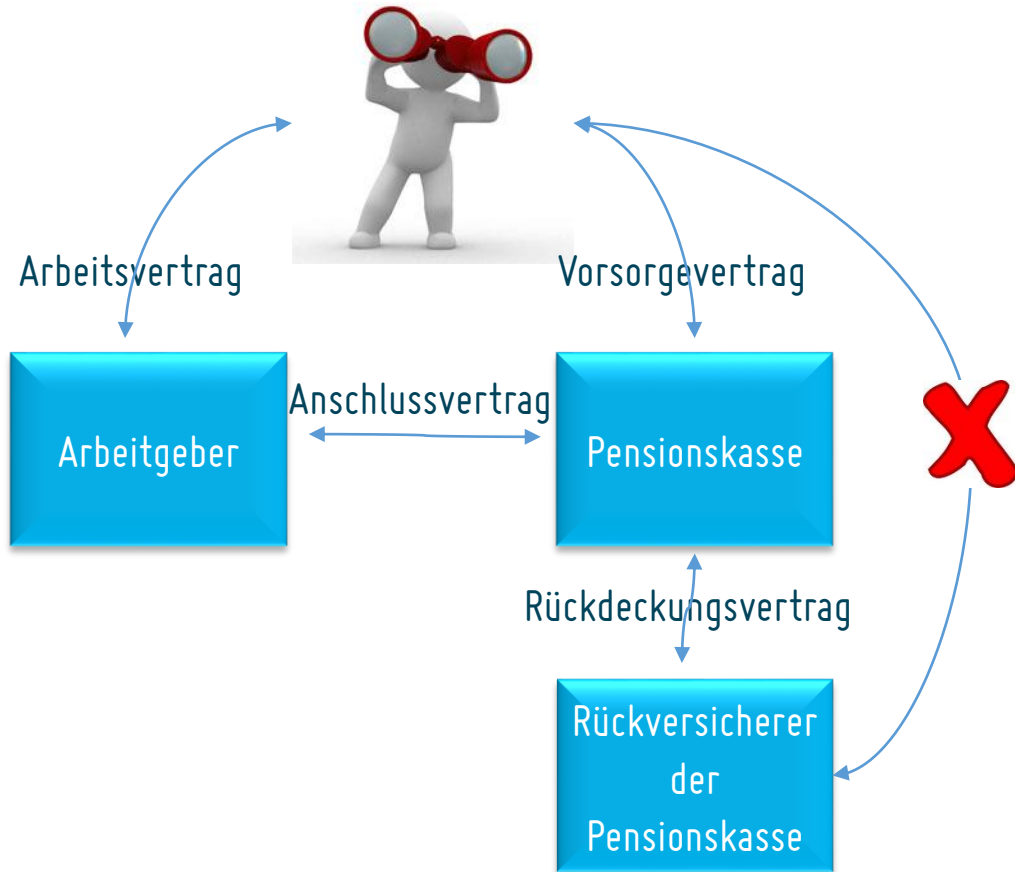 Arbeitsvertrag
Vorsorgevertrag
Anschlussvertrag
Arbeitgeber
Pensionskasse
Rückdeckungsvertrag
Rückversicherer
der
Pensionskasse